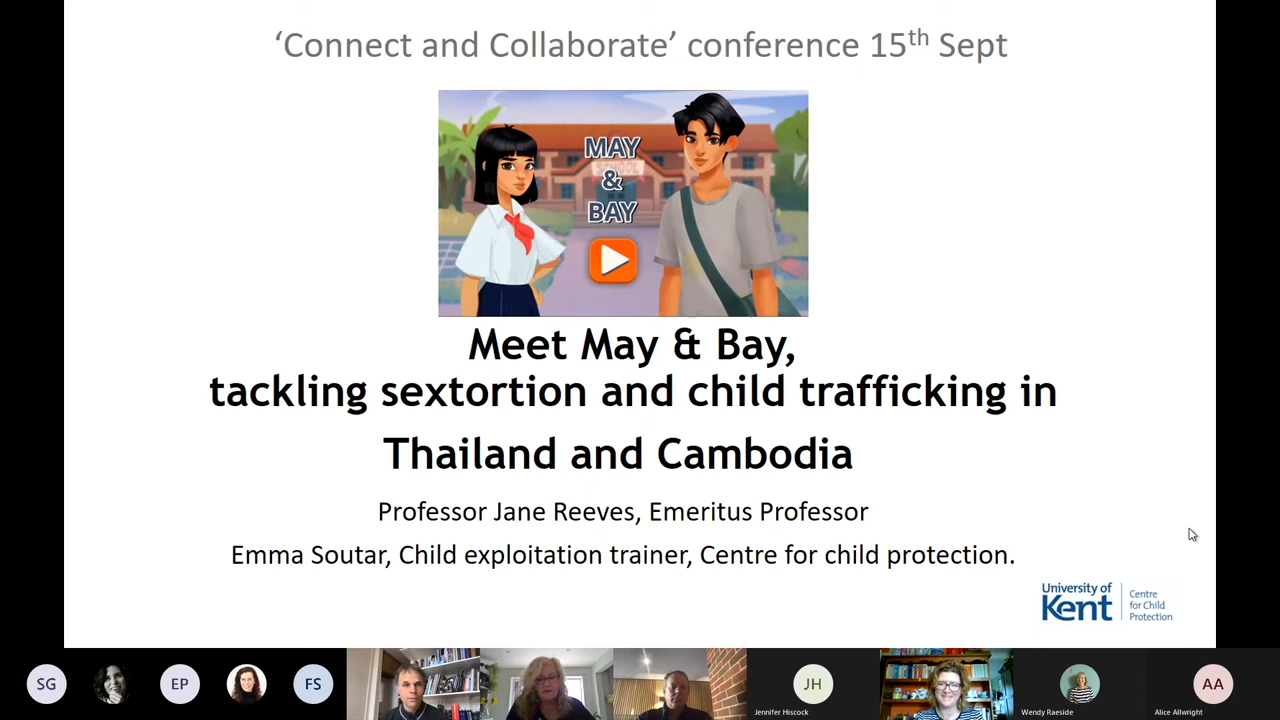 ‘Connect and Collaborate’ conference 15th Sept
MAY
SCHOOL
&
BAY
Meet May & Bay,
tackling sextortion and child trafficking in
Thailand and Cambodia
Professor Jane Reeves, Emeritus Professor
Emma Soutar, Child exploitation trainer, Centre for child protection.
University of
Kent
Centre
for Child
Protection
SG
EP
FS
JH
AA
Jennifer Hiscock
Wendy Raeside
Alice Allwright